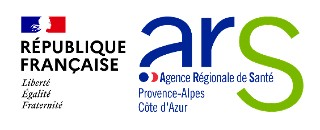 RÉPUBLIQUE
FRANÇAISE
Liberté
Égalité
Fraternité
ars
Agence Régionale de Santé
Provence-Alpes
Côte d'Azur